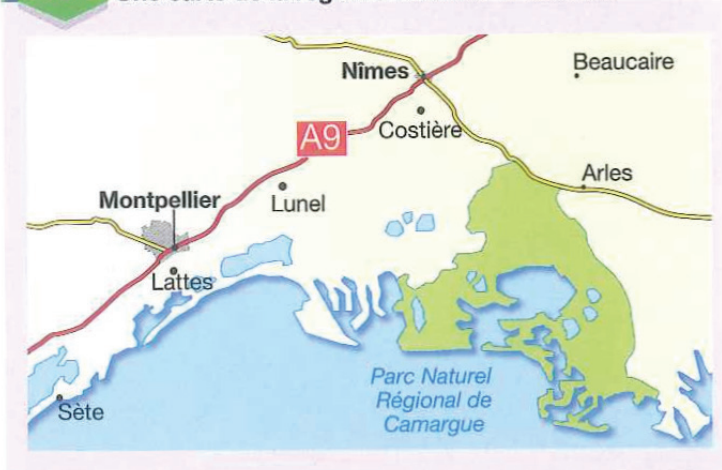 Nîmes
Beaucaire
Costière
A9
Arles
Montpellier
Lunel
Lattes
Parc Naturel
Régional de
Camargue
Sète